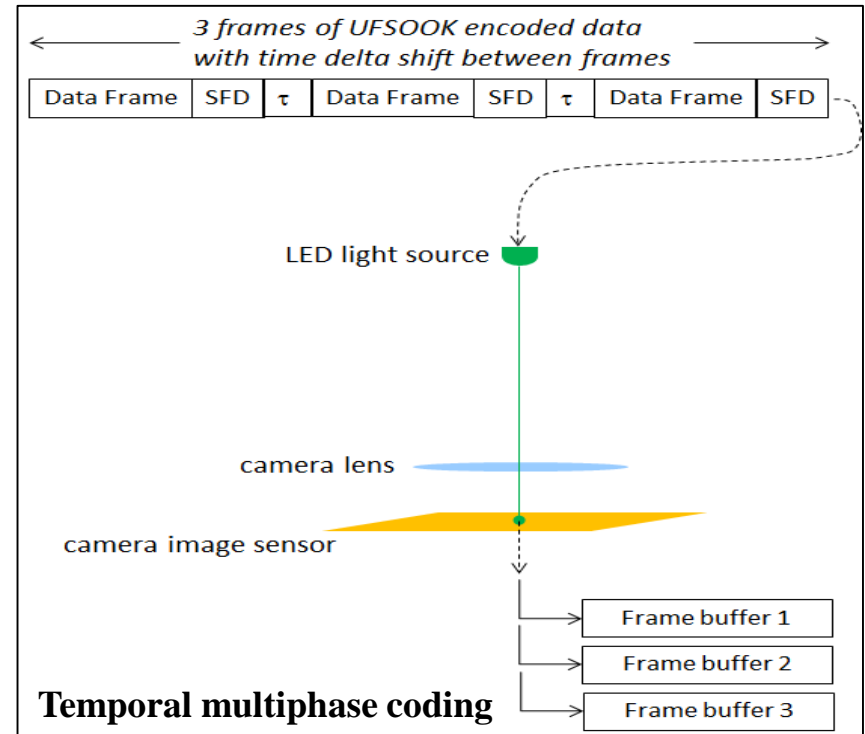 3 frames of UFSOOK encoded data
with time delta shift between frames
Data Frame SFD τ Data Frame SFD τ Data Frame SFD
LED light source
camera lens
camera image sensor
Frame buffer 1
Frame buffer 2
Frame buffer 3
Temporal multiphase coding